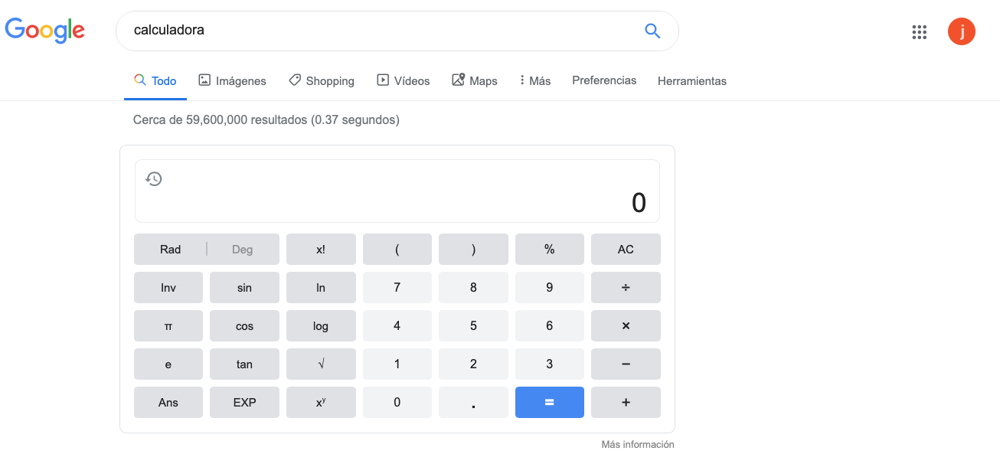 Google
calculadora
j
Todo Imágenes Shopping Vídeos Maps Más Preferencias Herramientas
Cerca de 59,600,000 resultados (0.37 segundos)
0
Rad | Deg x! ( ) % AC
Inv sin ln 7 8 9 ÷
π cos log 4 5 6 ×
e tan √ 1 2 3 −
Ans EXP xʸ 0 . = +
Más información